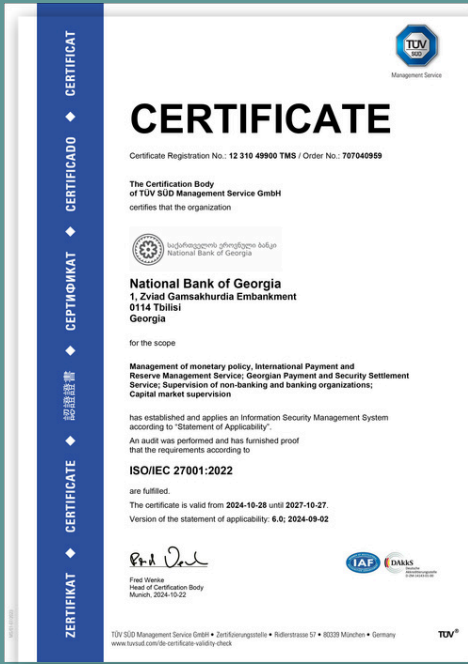 TÜV
SÜD
Management Service
CERTIFICATE
Certificate Registration No.: 12 310 49900 TMS / Order No.: 707040959
The Certification Body
of TÜV SÜD Management Service GmbH
certifies that the organization
საქართველოს ეროვნული ბანკი
National Bank of Georgia
National Bank of Georgia
1, Zviad Gamsakhurdia Embankment
0114 Tbilisi
Georgia
for the scope
Management of monetary policy, International Payment and
Reserve Management Service; Georgian Payment and Security Settlement
Service; Supervision of non-banking and banking organizations;
Capital market supervision
has established and applies an Information Security Management System
according to "Statement of Applicability".
An audit was performed and has furnished proof
that the requirements according to
ISO/IEC 27001:2022
are fulfilled.
The certificate is valid from 2024-10-28 until 2027-10-27.
Version of the statement of applicability: 6.0; 2024-09-02
Fred Wenke
Head of Certification Body
Munich, 2024-10-22
IAF
DAkkS
TÜV SÜD Management Service GmbH • Zertifizierungsstelle • Ridlerstrasse 57 • 80339 München • Germany
www.tuvsud.com/de-certificate-validity-check
TÜV®
ZERTIFIKAT ◆ CERTIFICATE ◆ 認證證書 ◆ СЕРТИФИКАТ ◆ CERTIFICADO ◆ CERTIFICAT